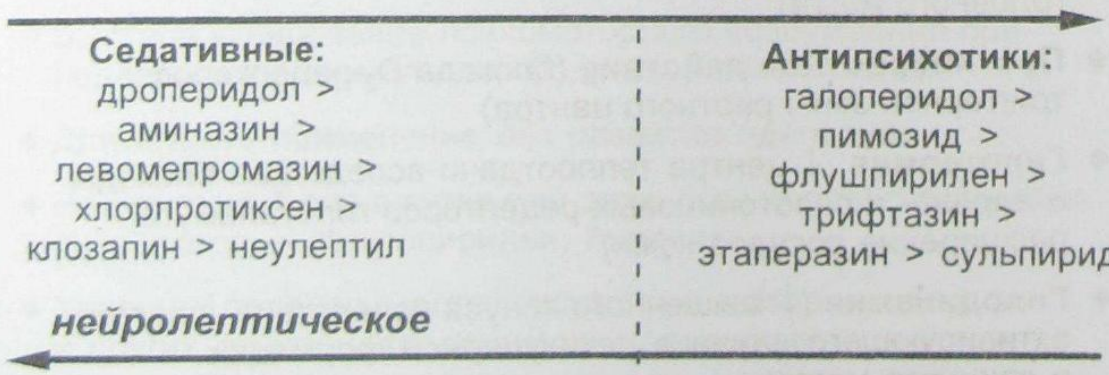 Седативные:
дроперидол >
аминазин >
левомепромазин >
хлорпротиксен >
клозапин > неулептил
Антипсихотики:
галоперидол >
пимозид >
флушпирилен >
трифтазин >
этаперазин > сульпирид
нейролептическое